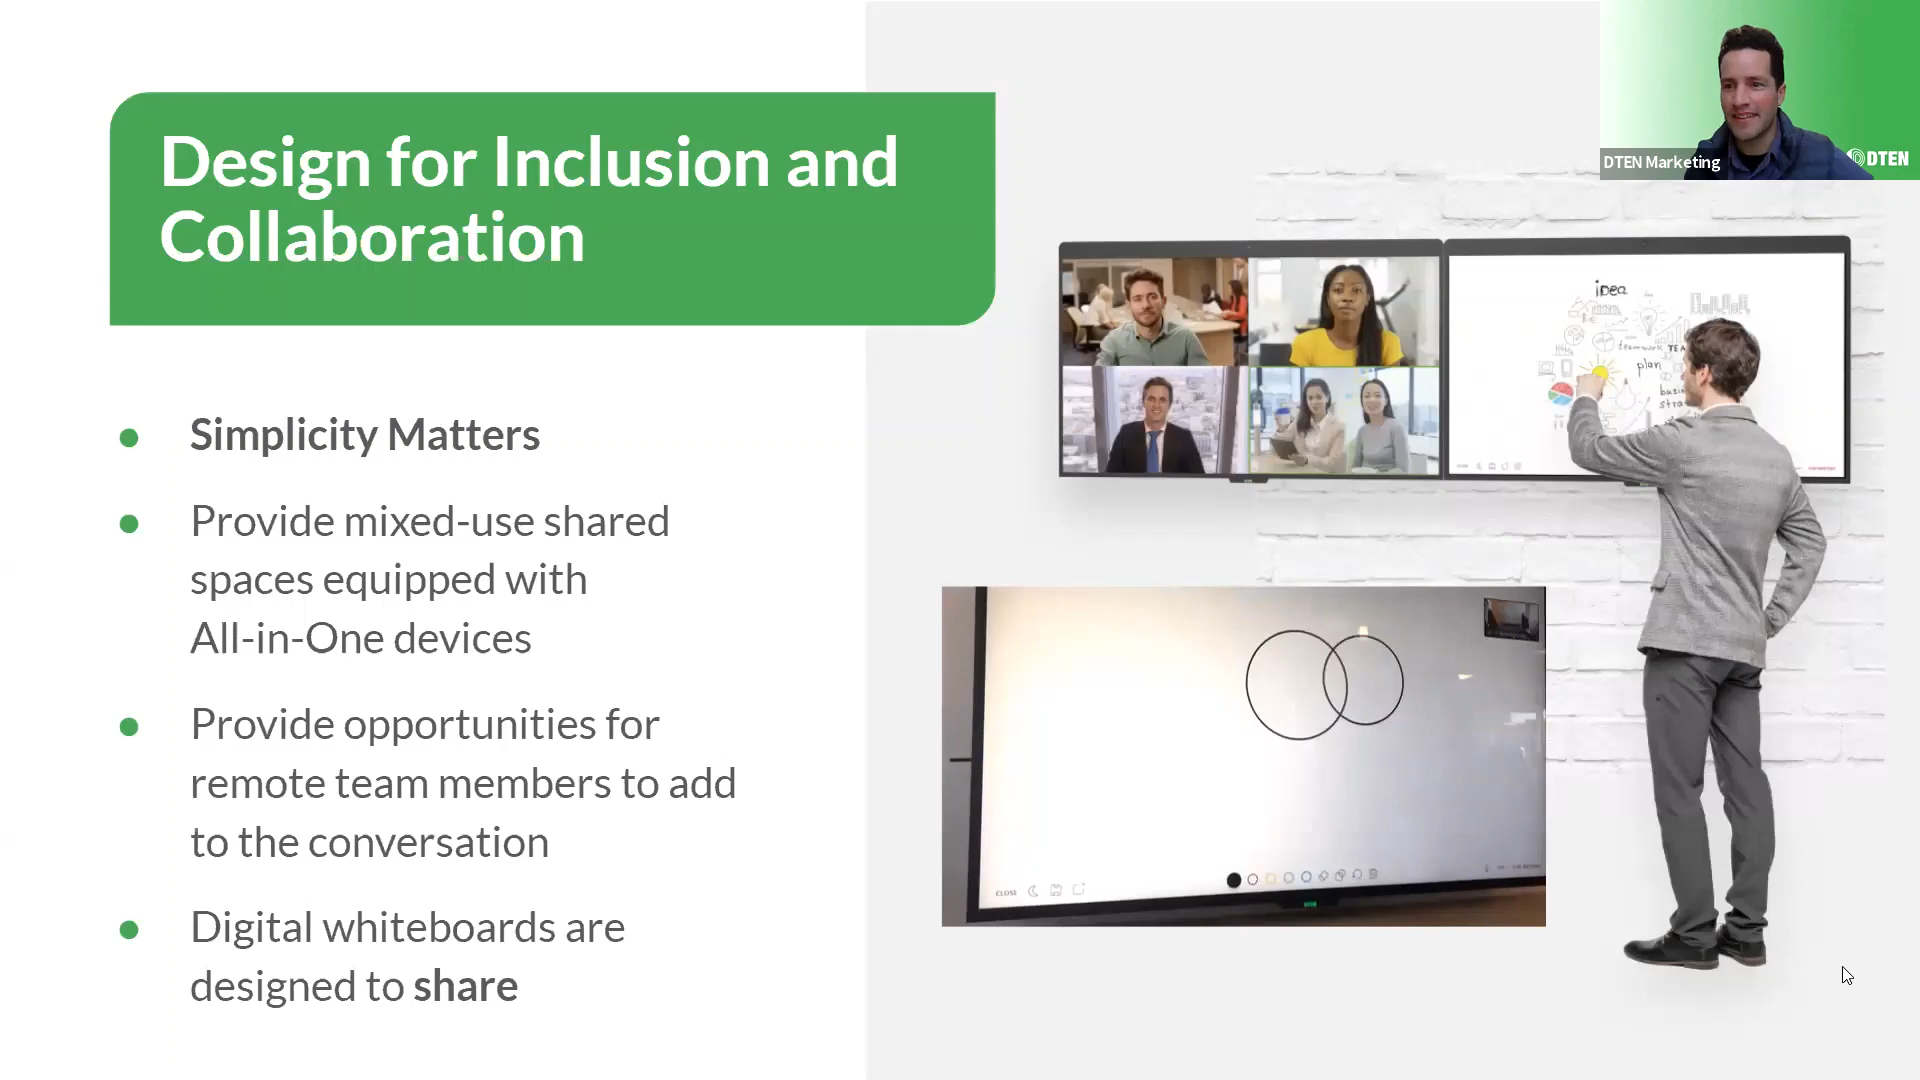 Design for Inclusion and
Collaboration
DTEN Marketing
DTEN
Simplicity Matters
Provide mixed-use shared
spaces equipped with
All-in-One devices
Provide opportunities for
remote team members to add
to the conversation
Digital whiteboards are
designed to share
idea
teamwork
plan
CLOSE
DTEN